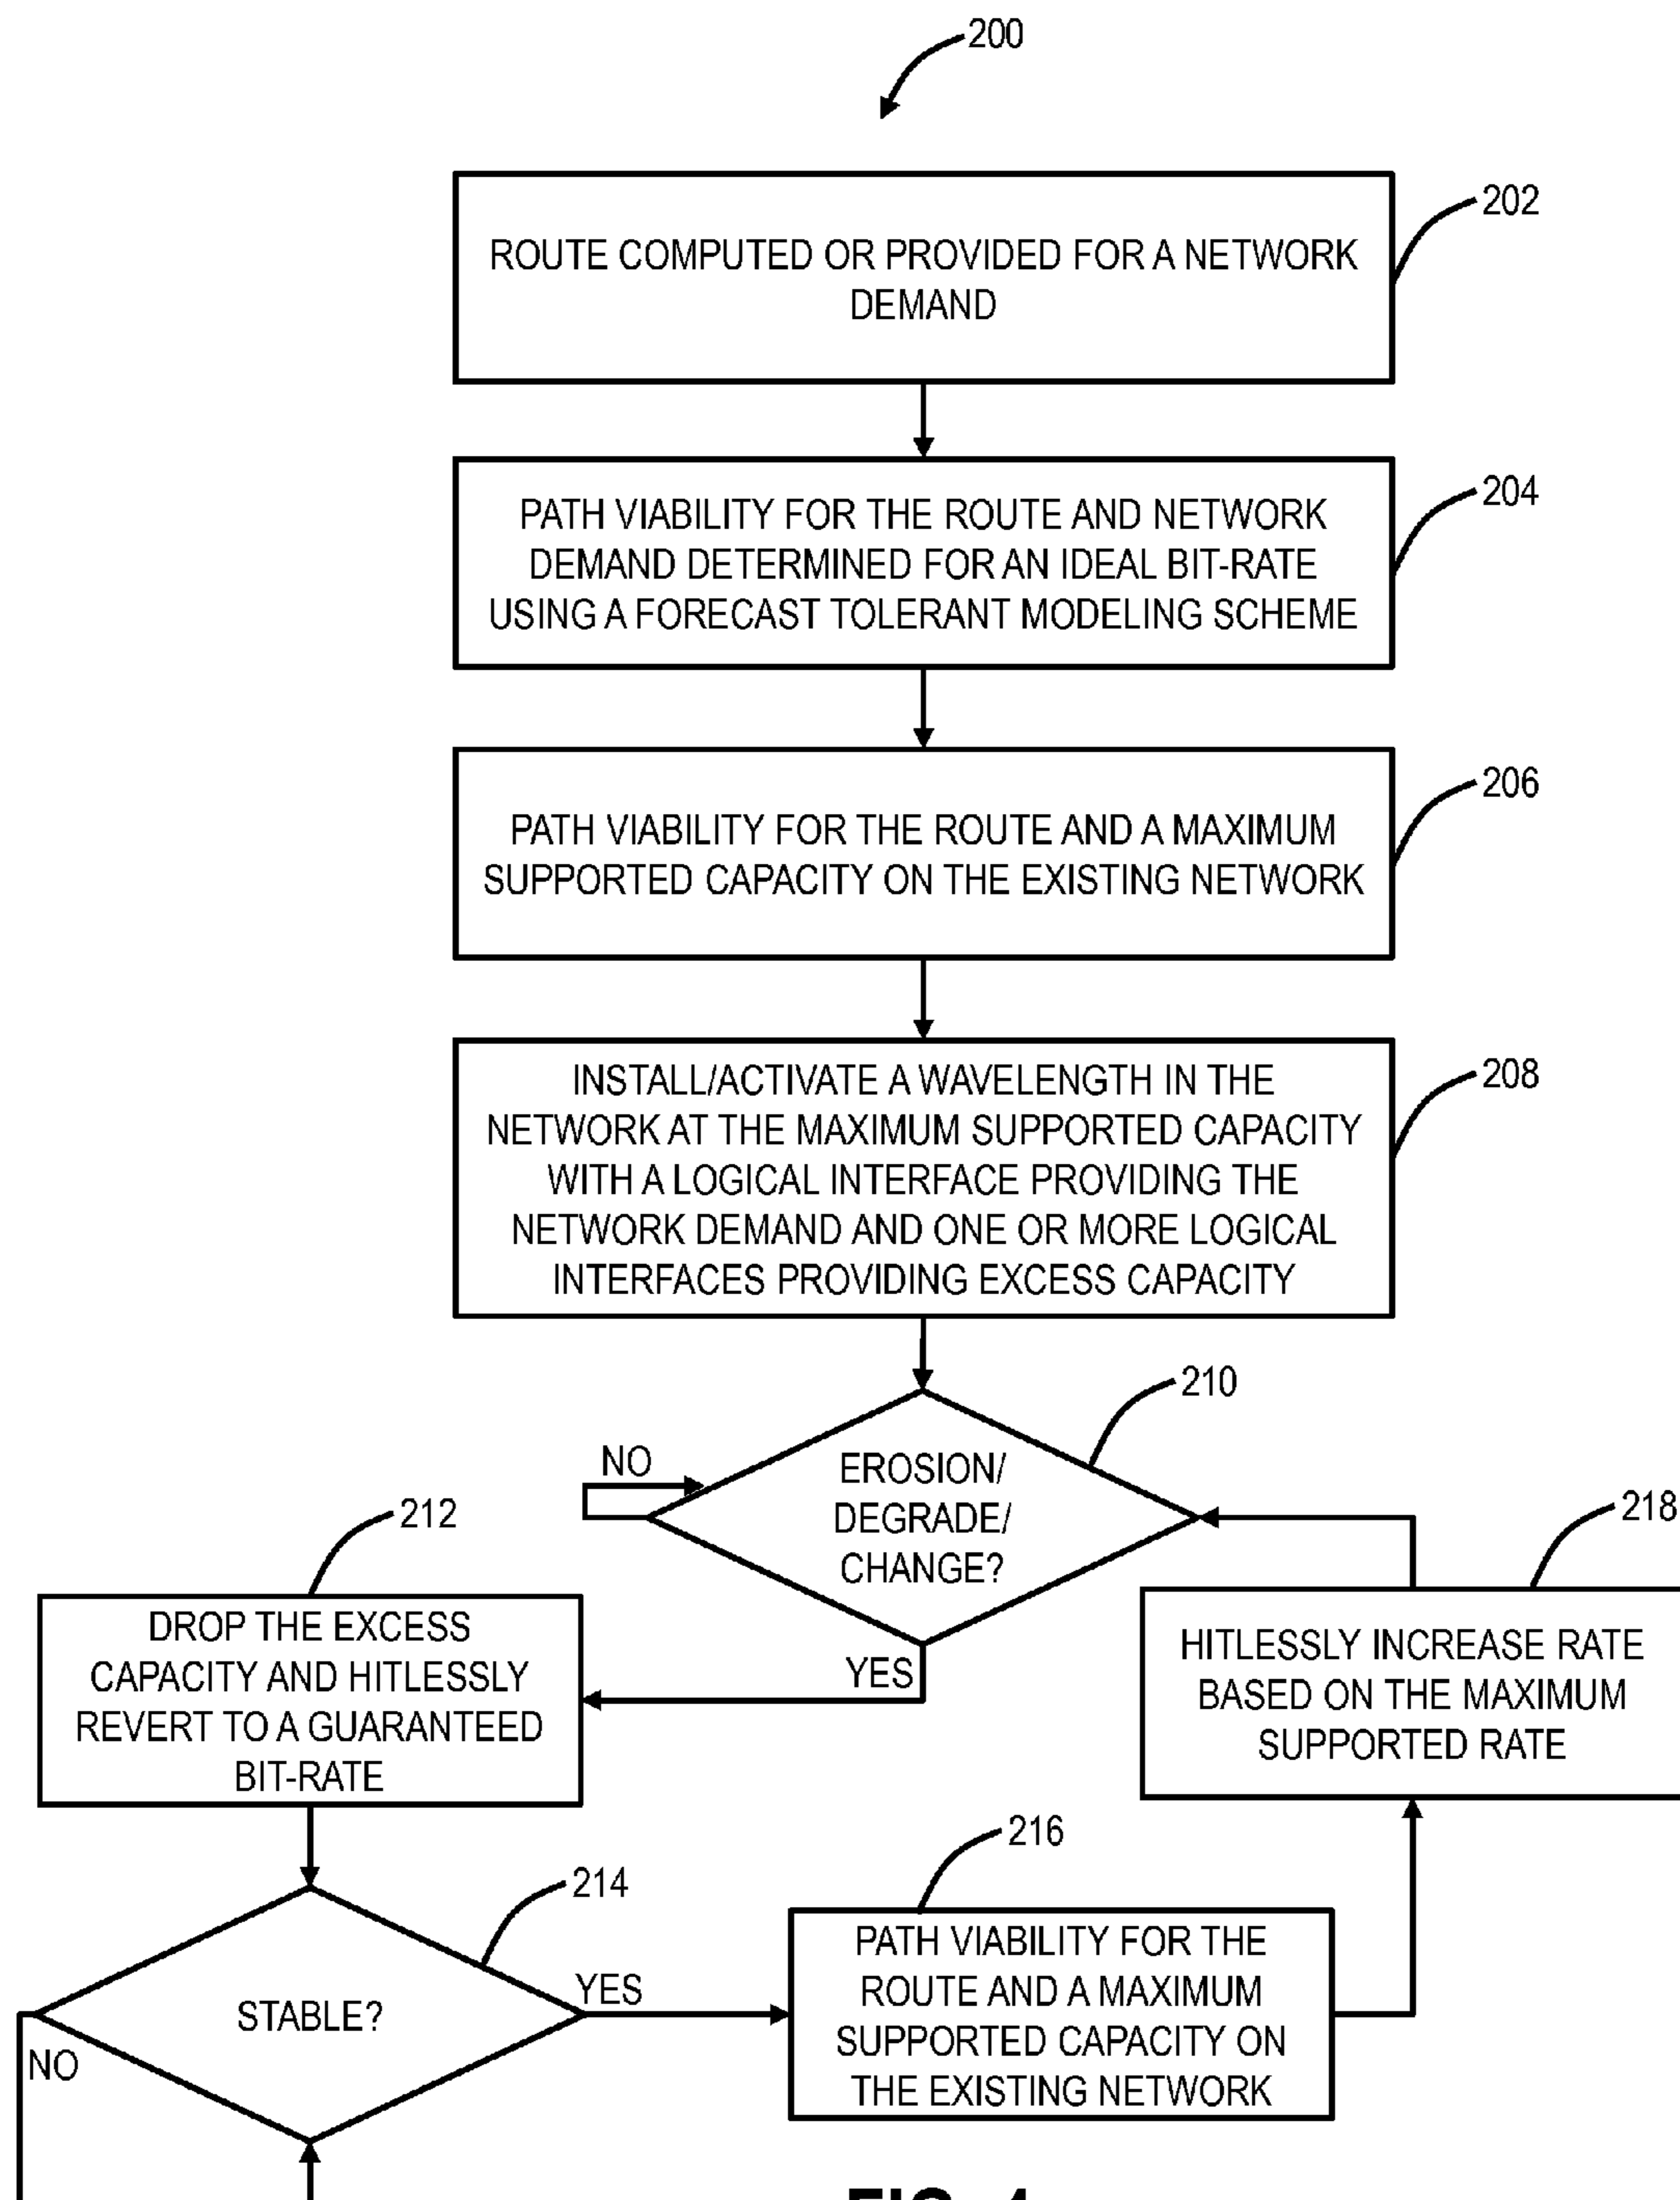 200
202
ROUTE COMPUTED OR PROVIDED FOR A NETWORK
DEMAND
204
PATH VIABILITY FOR THE ROUTE AND NETWORK
DEMAND DETERMINED FOR AN IDEAL BIT-RATE
USING A FORECAST TOLERANT MODELING SCHEME
206
PATH VIABILITY FOR THE ROUTE AND A MAXIMUM
SUPPORTED CAPACITY ON THE EXISTING NETWORK
208
INSTALL/ACTIVATE A WAVELENGTH IN THE
NETWORK AT THE MAXIMUM SUPPORTED CAPACITY
WITH A LOGICAL INTERFACE PROVIDING THE
NETWORK DEMAND AND ONE OR MORE LOGICAL
INTERFACES PROVIDING EXCESS CAPACITY
210
NO
EROSION/
DEGRADE/
CHANGE?
YES
212
DROP THE EXCESS
CAPACITY AND HITLESSLY
REVERT TO A GUARANTEED
BIT-RATE
218
HITLESSLY INCREASE RATE
BASED ON THE MAXIMUM
SUPPORTED RATE
214
STABLE?
YES
NO
216
PATH VIABILITY FOR THE
ROUTE AND A MAXIMUM
SUPPORTED CAPACITY ON
THE EXISTING NETWORK